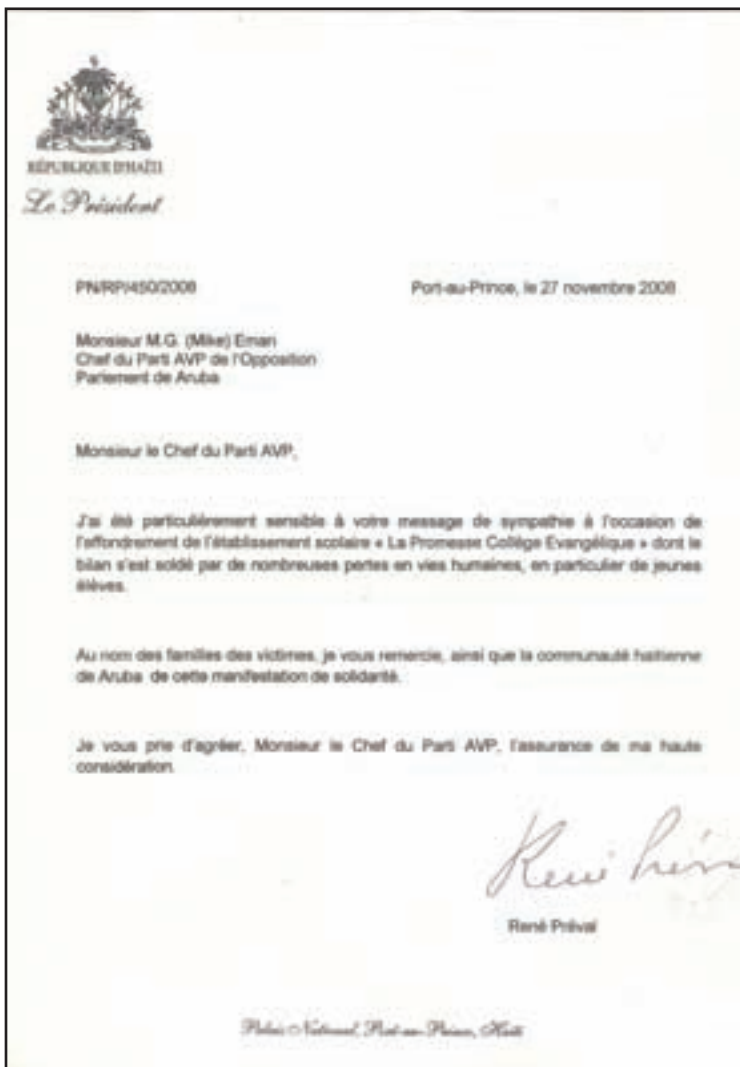 RÉPUBLIQUE D'HAÏTI
Le Président
PN/RP/450/2008 Port-au-Prince, le 27 novembre 2008
Monsieur M.G. (Mike) Eman
Chef du Parti AVP de l'Opposition
Parlement de Aruba
Monsieur le Chef du Parti AVP,
J'ai été particulièrement sensible à votre message de sympathie à l'occasion de
l'effondrement de l'établissement scolaire « La Promesse Collège Evangélique » dont le
bilan s'est soldé par de nombreuses pertes en vies humaines, en particulier de jeunes
élèves.
Au nom des familles des victimes, je vous remercie, ainsi que la communauté haïtienne
de Aruba de cette manifestation de solidarité.
Je vous prie d'agréer, Monsieur le Chef du Parti AVP, l'assurance de ma haute
considération.
René Prév
René Préval
Palais National, Port-au-Prince, Haïti